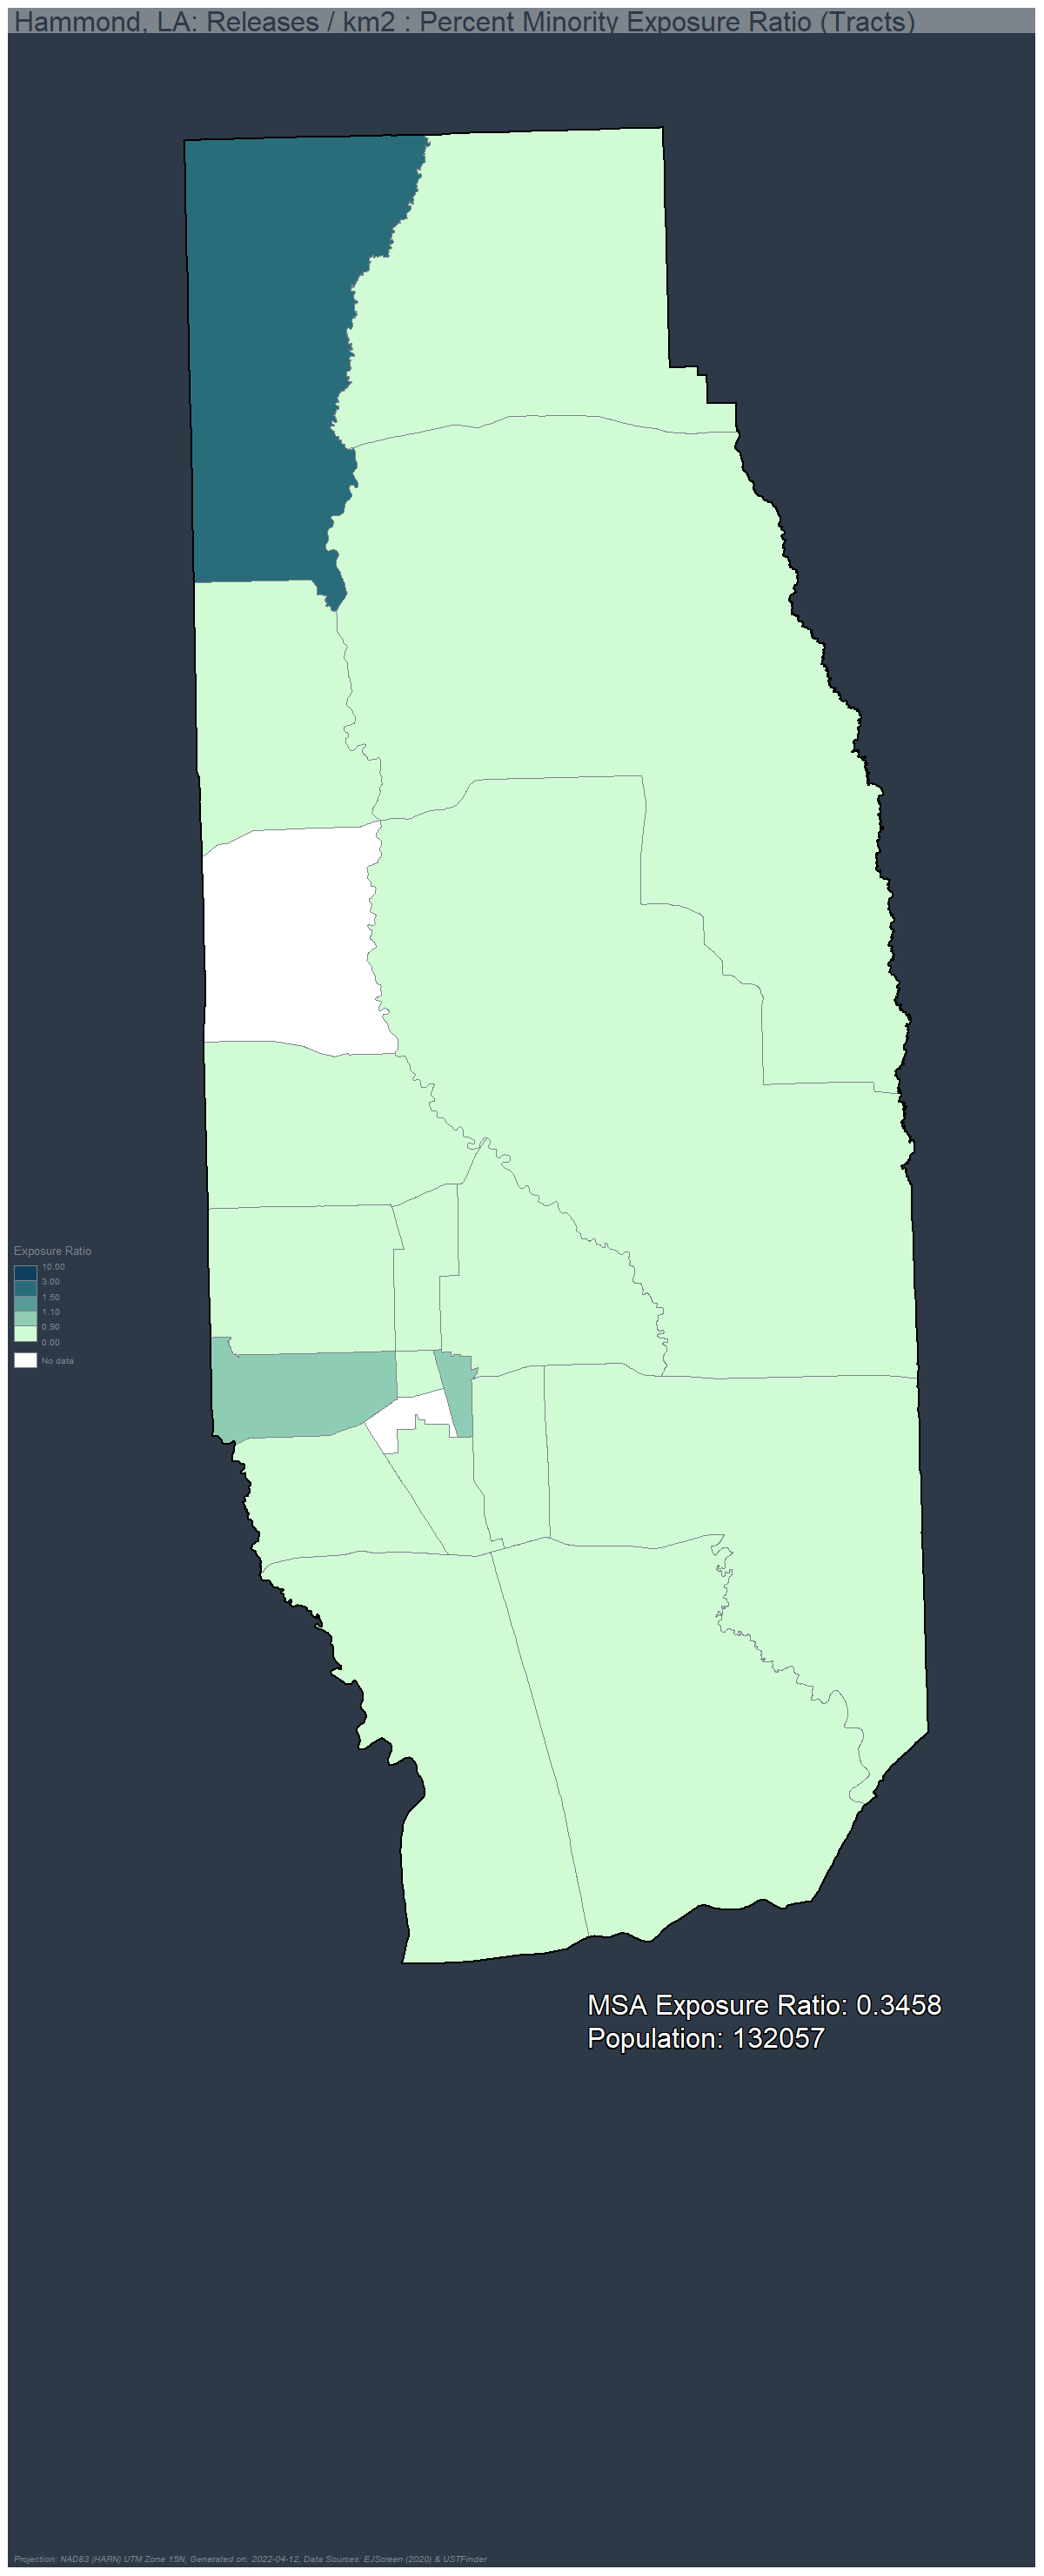 Hammond, LA: Releases / km2 : Percent Minority Exposure Ratio (Tracts)
Exposure Ratio
10.00
3.00
1.50
1.10
0.90
0.00
No data
MSA Exposure Ratio: 0.3458
Population: 132057
Projection: NAD83 (HARN) UTM Zone 15N, Generated on: 2022-04-12, Data Sources: EJScreen (2020) & USTFinder